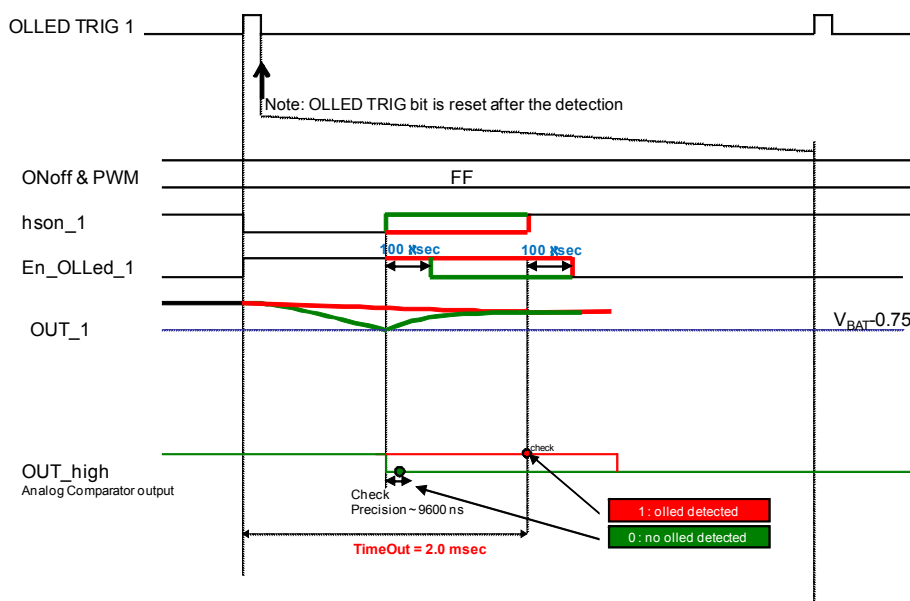 OLLED TRIG 1
Note: OLLED TRIG bit is reset after the detection
ONoff & PWM
FF
hson_1
100 µsec
100 µsec
En_OLLed_1
OUT_1
VBAT-0.75
check
OUT_high
Analog Comparator output
Check
Precision ~ 9600 ns
1 : olled detected
0 : no olled detected
TimeOut = 2.0 msec